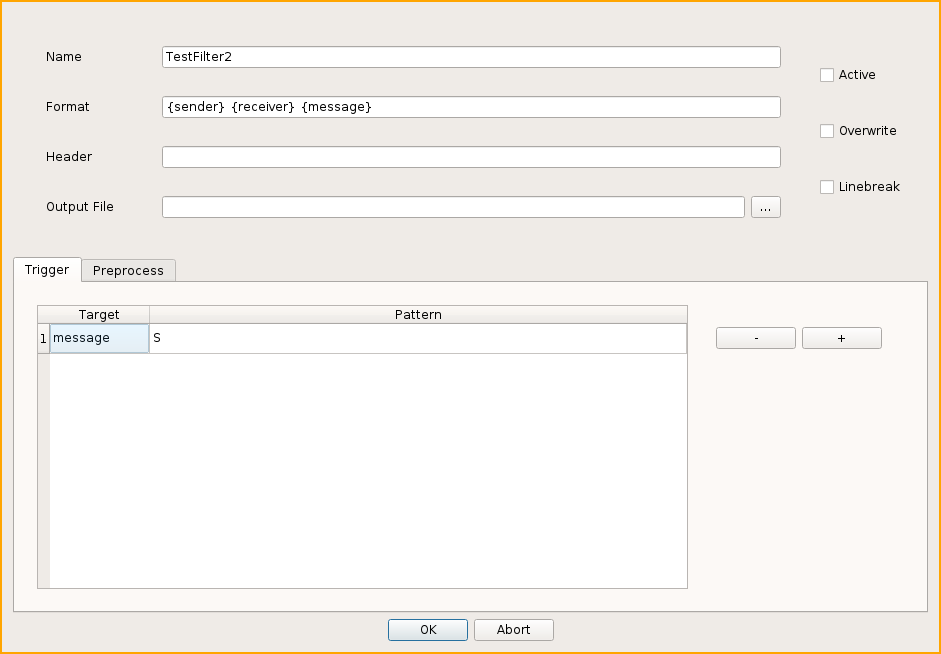 Name TestFilter2
Active
Format {sender} {receiver} {message}
Overwrite
Header
Linebreak
Output File ...
Trigger Preprocess
Target Pattern
1 message S
- +
OK Abort